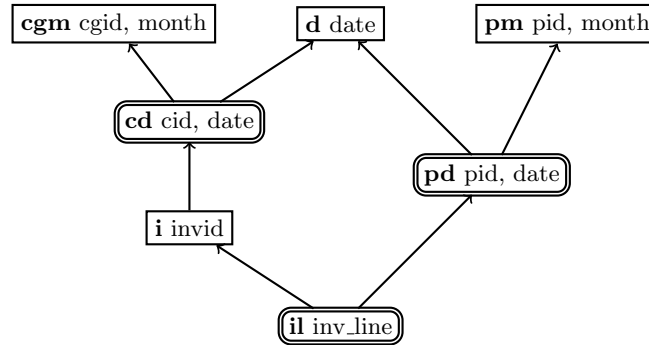 cgm cgid, month
d date
pm pid, month
cd cid, date
pd pid, date
i invid
il inv_line